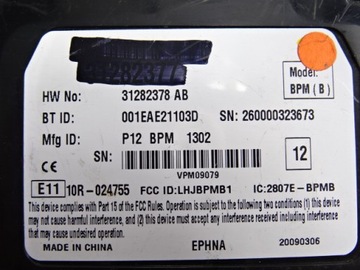 Model:
BPM ( B )
HW No: 31282378 AB
BT ID: 001EAE21103D SN: 260000323673
Mfg ID: P12 BPM 1302
SN: 12
VPM09079
E11 10R-024755 FCC ID:LHJBPMB1 IC:2807E-BPMB
This device complies with Part 15 of the FCC Rules. Operation is subject to the following two conditions: (1) this device
may not cause harmful interference, and (2) this device must accept any interference received, including interference that
may cause undesired operation.
MADE IN CHINA EPHNA 20090306